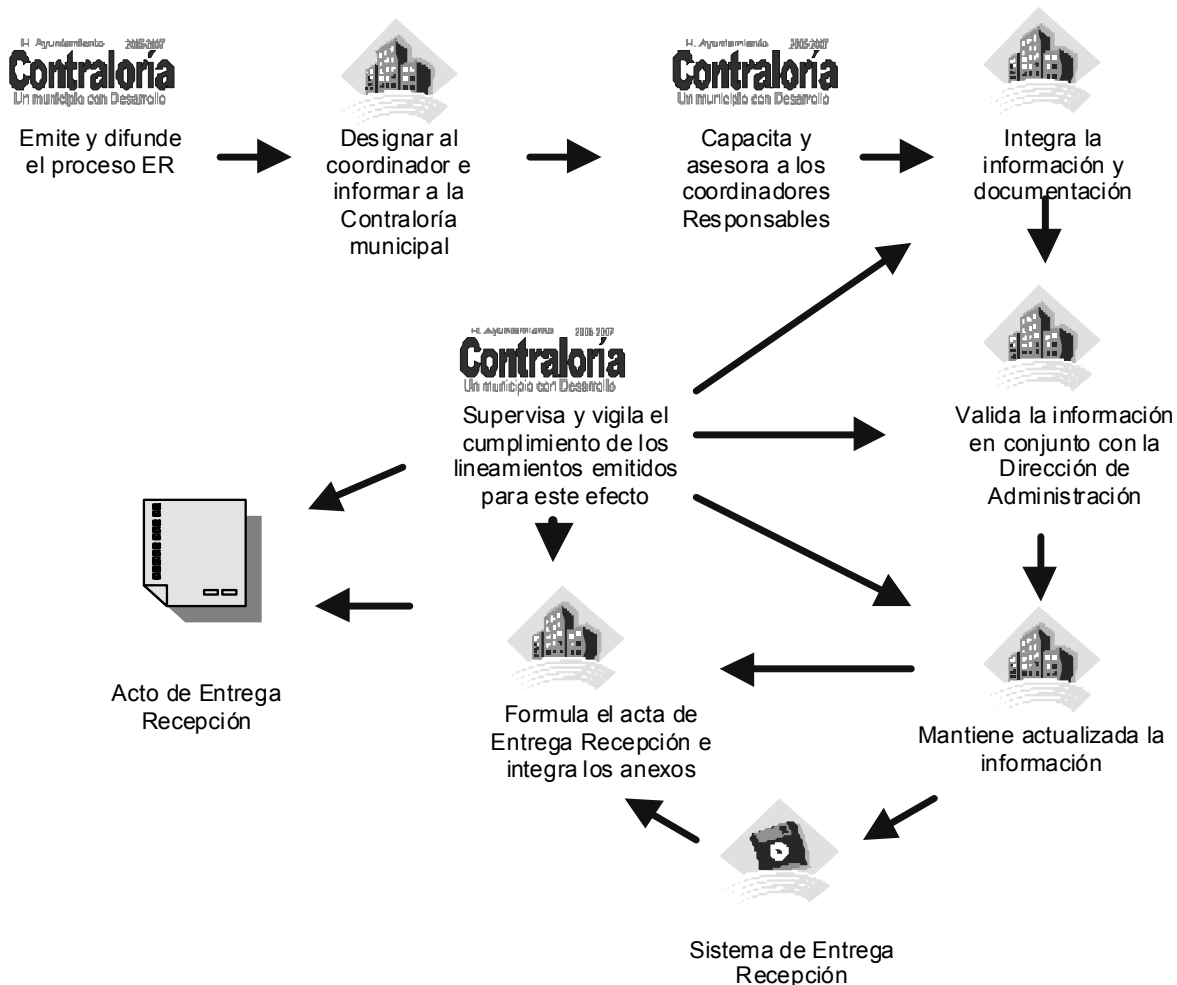 H. Ayuntamiento 2005-2007
Contraloría
Un municipio con Desarrollo
Emite y difunde
el proceso ER
Designar al
coordinador e
informar a la
Contraloría
municipal
H. Ayuntamiento 2005-2007
Contraloría
Un municipio con Desarrollo
Capacita y
asesora a los
coordinadores
Responsables
Integra la
información y
documentación
H. Ayuntamiento 2005-2007
Contraloría
Un municipio con Desarrollo
Supervisa y vigila el
cumplimiento de los
lineamientos emitidos
para este efecto
Valida la información
en conjunto con la
Dirección de
Administración
Acto de Entrega
Recepción
Formula el acta de
Entrega Recepción e
integra los anexos
Mantiene actualizada la
información
Sistema de Entrega
Recepción